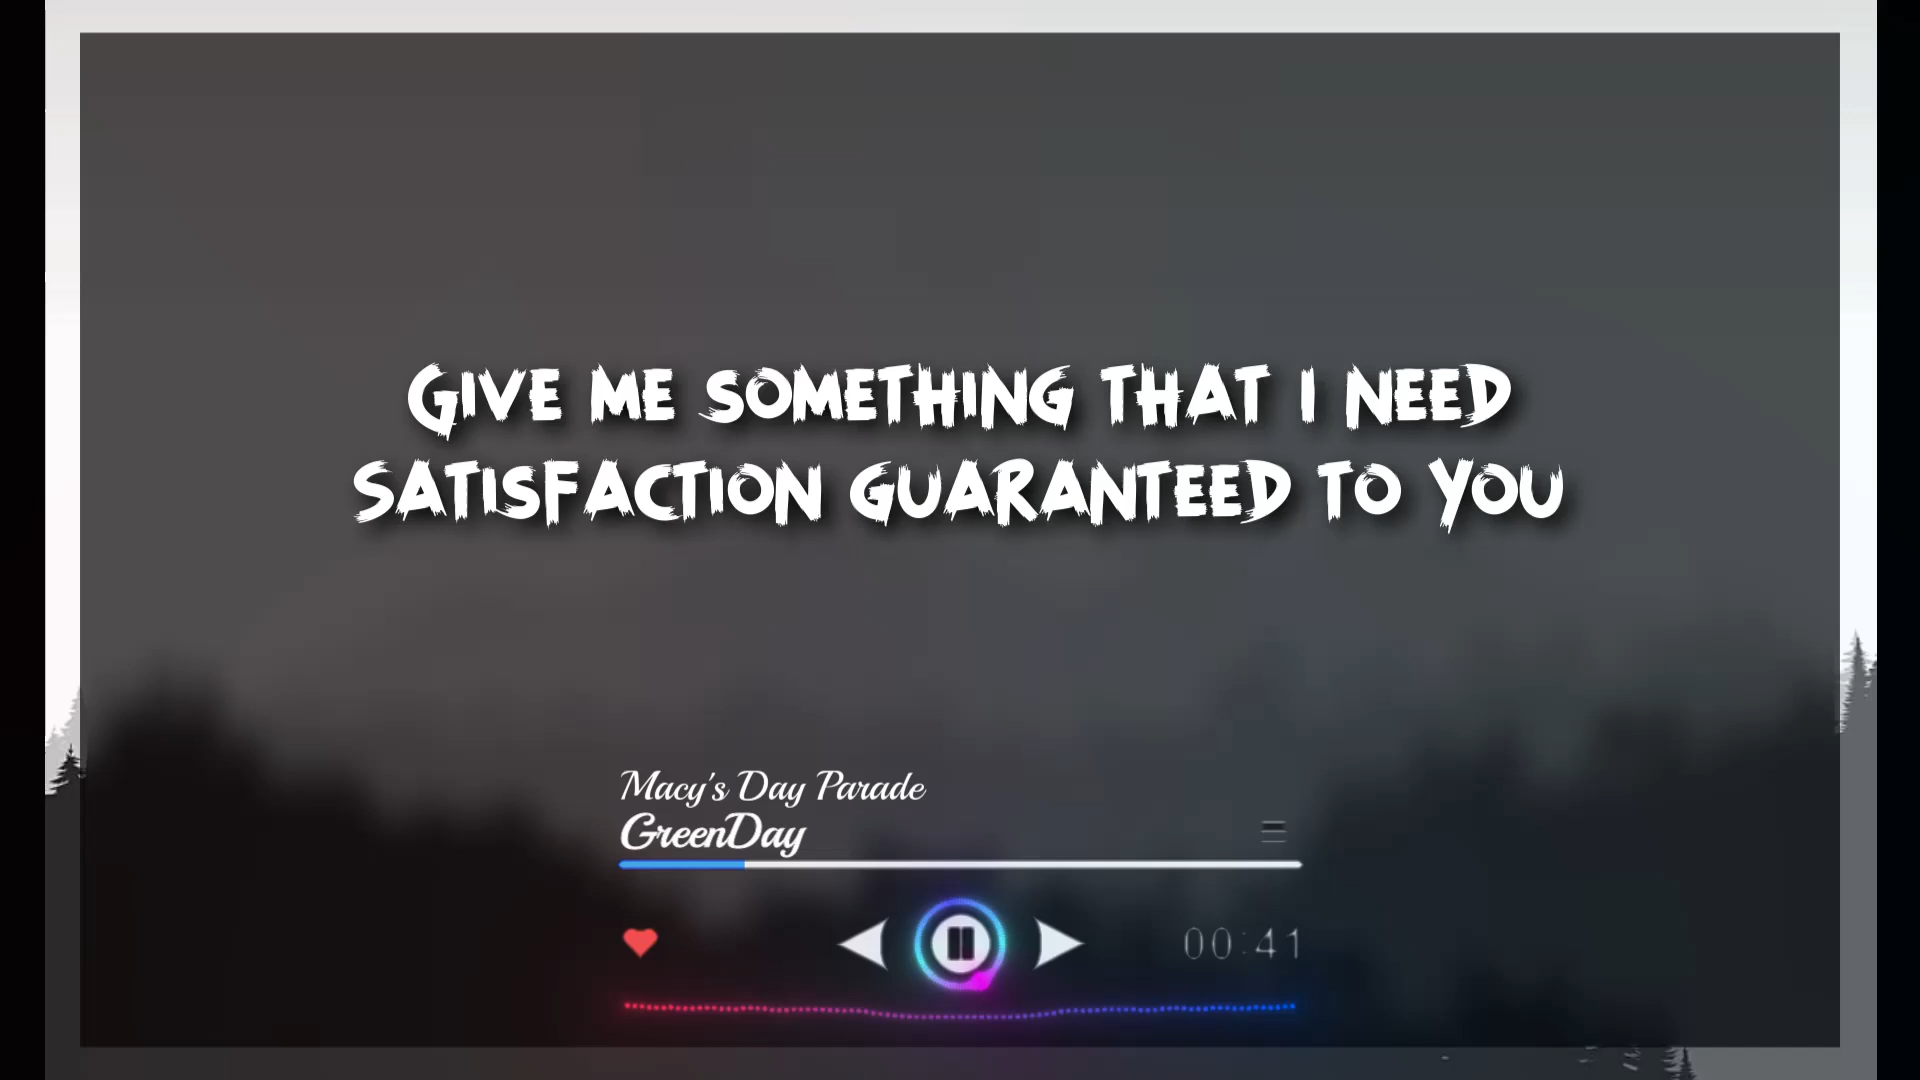 Give me something that I need
satisfaction guaranteed to you
Macy's Day Parade
GreenDay
00:41